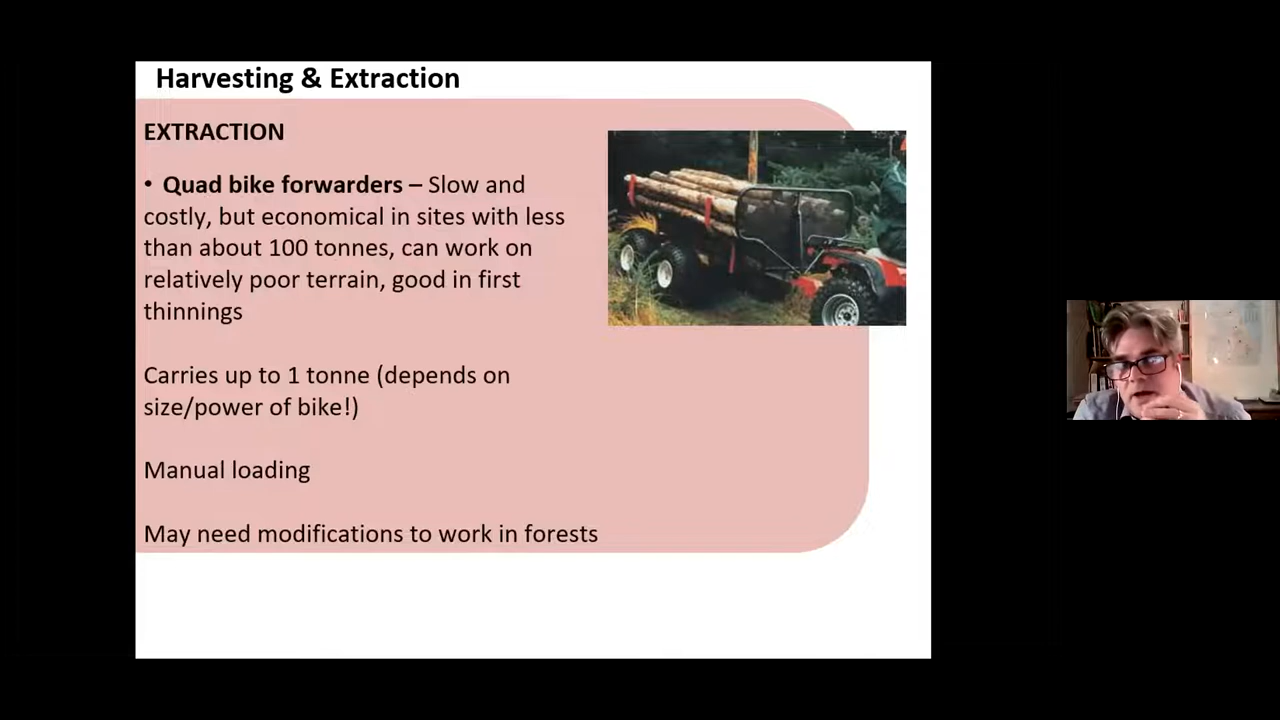 Harvesting & Extraction
EXTRACTION
• Quad bike forwarders – Slow and
costly, but economical in sites with less
than about 100 tonnes, can work on
relatively poor terrain, good in first
thinnings
Carries up to 1 tonne (depends on
size/power of bike!)
Manual loading
May need modifications to work in forests